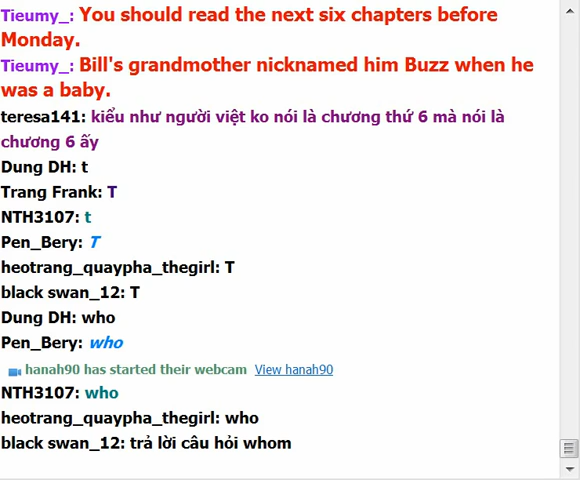 Tieumy_: You should read the next six chapters before
Monday.
Tieumy_: Bill's grandmother nicknamed him Buzz when he
was a baby.
teresa141: kiểu như người việt ko nói là chương thứ 6 mà nói là
chương 6 ấy
Dung DH: t
Trang Frank: T
NTH3107: t
Pen_Bery: T
heotrang_quaypha_thegirl: T
black swan_12: T
Dung DH: who
Pen_Bery: who
hanah90 has started their webcam View hanah90
NTH3107: who
heotrang_quaypha_thegirl: who
black swan_12: trả lời câu hỏi whom